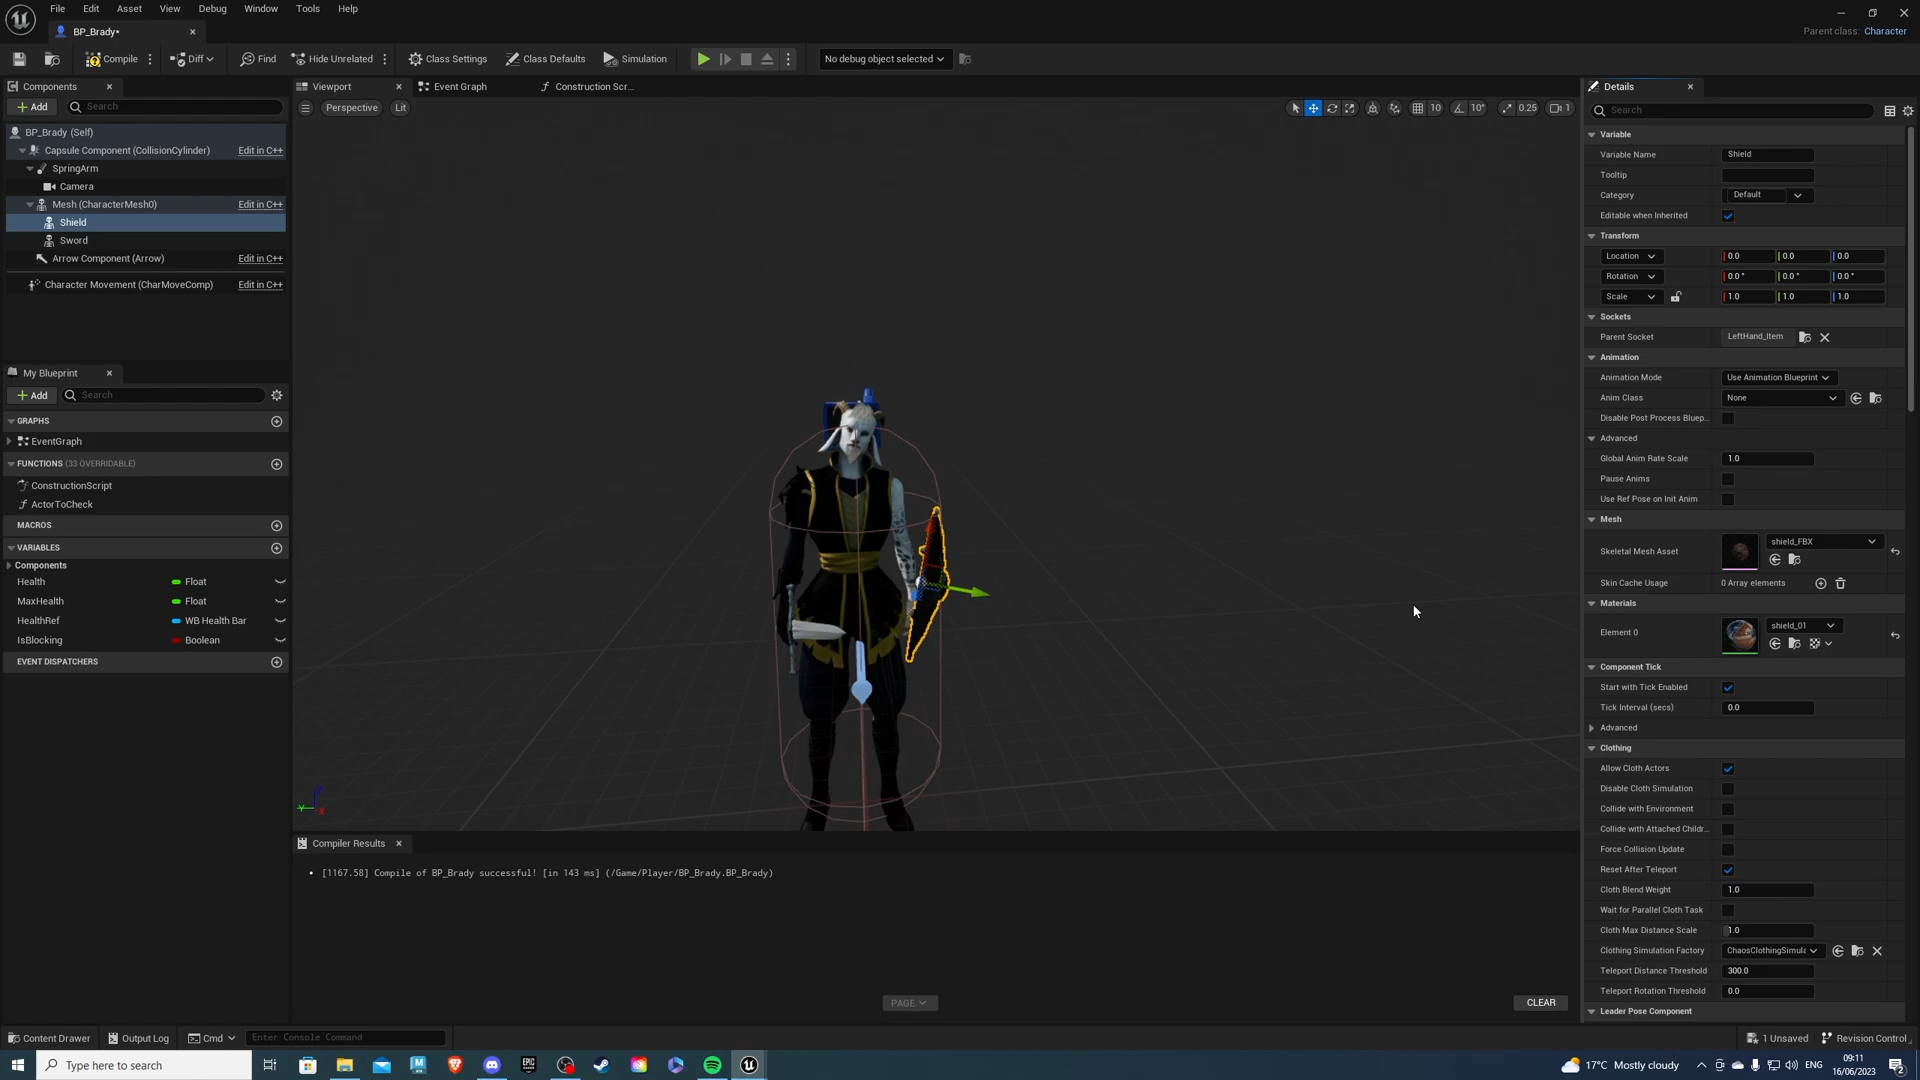 File Edit Asset View Debug Window Tools Help
BP_Brady*
Parent class: Character
Compile Diff Find Hide Unrelated Class Settings Class Defaults Simulation No debug object selected
Components
Add Search
BP_Brady (Self)
Capsule Component (CollisionCylinder) Edit in C++
SpringArm
Camera
Mesh (CharacterMesh0) Edit in C++
Shield
Sword
Arrow Component (Arrow) Edit in C++
Character Movement (CharMoveComp) Edit in C++
My Blueprint
Add Search
GRAPHS
EventGraph
FUNCTIONS (33 OVERRIDABLE)
ConstructionScript
ActorToCheck
MACROS
VARIABLES
Components
Health Float
MaxHealth Float
HealthRef WB Health Bar
IsBlocking Boolean
EVENT DISPATCHERS
Viewport Event Graph Construction Scr...
Perspective Lit
10 10° 0.25 1
Compiler Results
[1167.58] Compile of BP_Brady successful! [in 143 ms] (/Game/Player/BP_Brady.BP_Brady)
PAGE CLEAR
Details
Search
Variable
Variable Name Shield
Tooltip
Category Default
Editable when Inherited
Transform
Location 0.0 0.0 0.0
Rotation 0.0° 0.0° 0.0°
Scale 1.0 1.0 1.0
Sockets
Parent Socket LeftHand_Item
Animation
Animation Mode Use Animation Blueprint
Anim Class None
Disable Post Process Bluep...
Advanced
Global Anim Rate Scale 1.0
Pause Anims
Use Ref Pose on Init Anim
Mesh
Skeletal Mesh Asset shield_FBX
Skin Cache Usage 0 Array elements
Materials
Element 0 shield_01
Component Tick
Start with Tick Enabled
Tick Interval (secs) 0.0
Advanced
Clothing
Allow Cloth Actors
Disable Cloth Simulation
Collide with Environment
Collide with Attached Childr...
Force Collision Update
Reset After Teleport
Cloth Blend Weight 1.0
Wait for Parallel Cloth Task
Cloth Max Distance Scale 1.0
Clothing Simulation Factory ChaosClothingSimula
Teleport Distance Threshold 300.0
Teleport Rotation Threshold 0.0
Leader Pose Component
Content Drawer Output Log Cmd Enter Console Command 1 Unsaved Revision Control
Type here to search
17°C Mostly cloudy ENG 09:11
16/06/2023